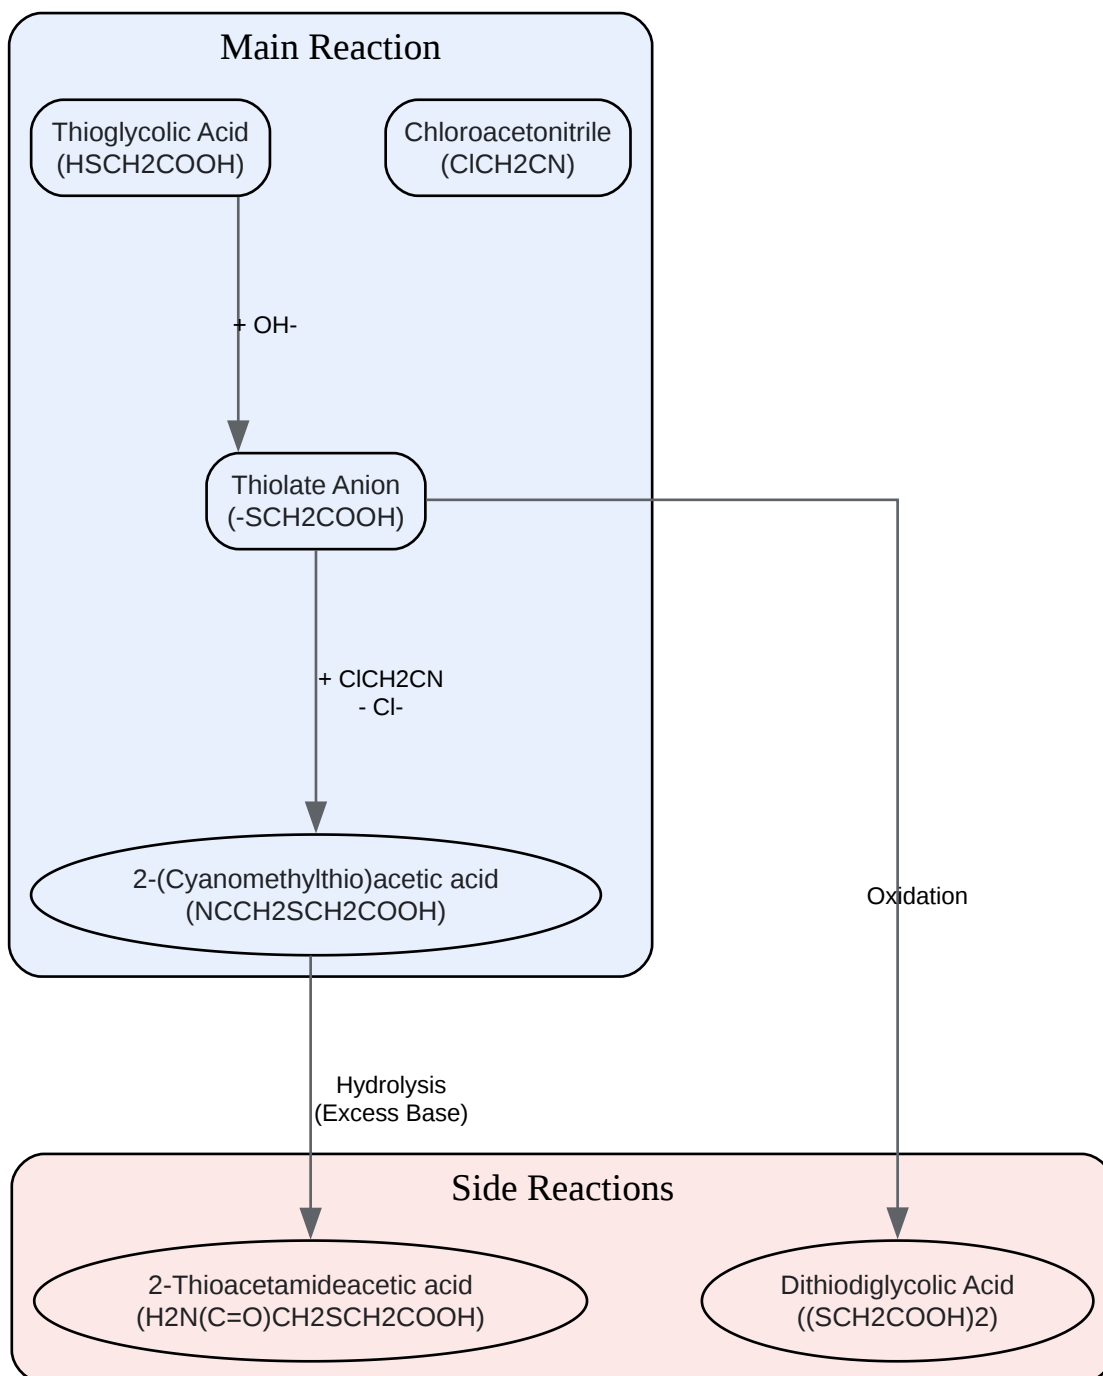 Main Reaction
Thioglycolic Acid
(HSCH2COOH)
Chloroacetonitrile
(ClCH2CN)
+ OH-
Thiolate Anion
(-SCH2COOH)
+ ClCH2CN
- Cl-
2-(Cyanomethylthio)acetic acid
(NCCH2SCH2COOH)
Oxidation
Hydrolysis
(Excess Base)
Side Reactions
2-Thioacetamideacetic acid
(H2N(C=O)CH2SCH2COOH)
Dithiodiglycolic Acid
((SCH2COOH)2)